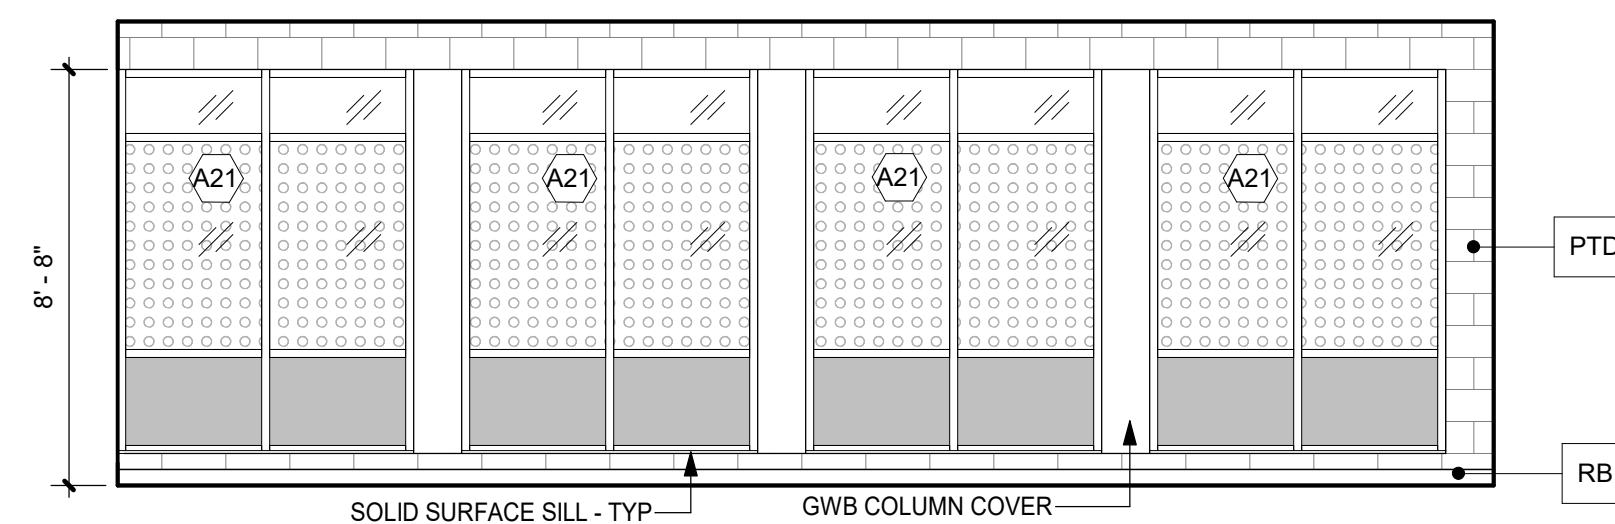 A21
A21
A21
A21
PTD
8' - 8"
RB
SOLID SURFACE SILL - TYP
GWB COLUMN COVER